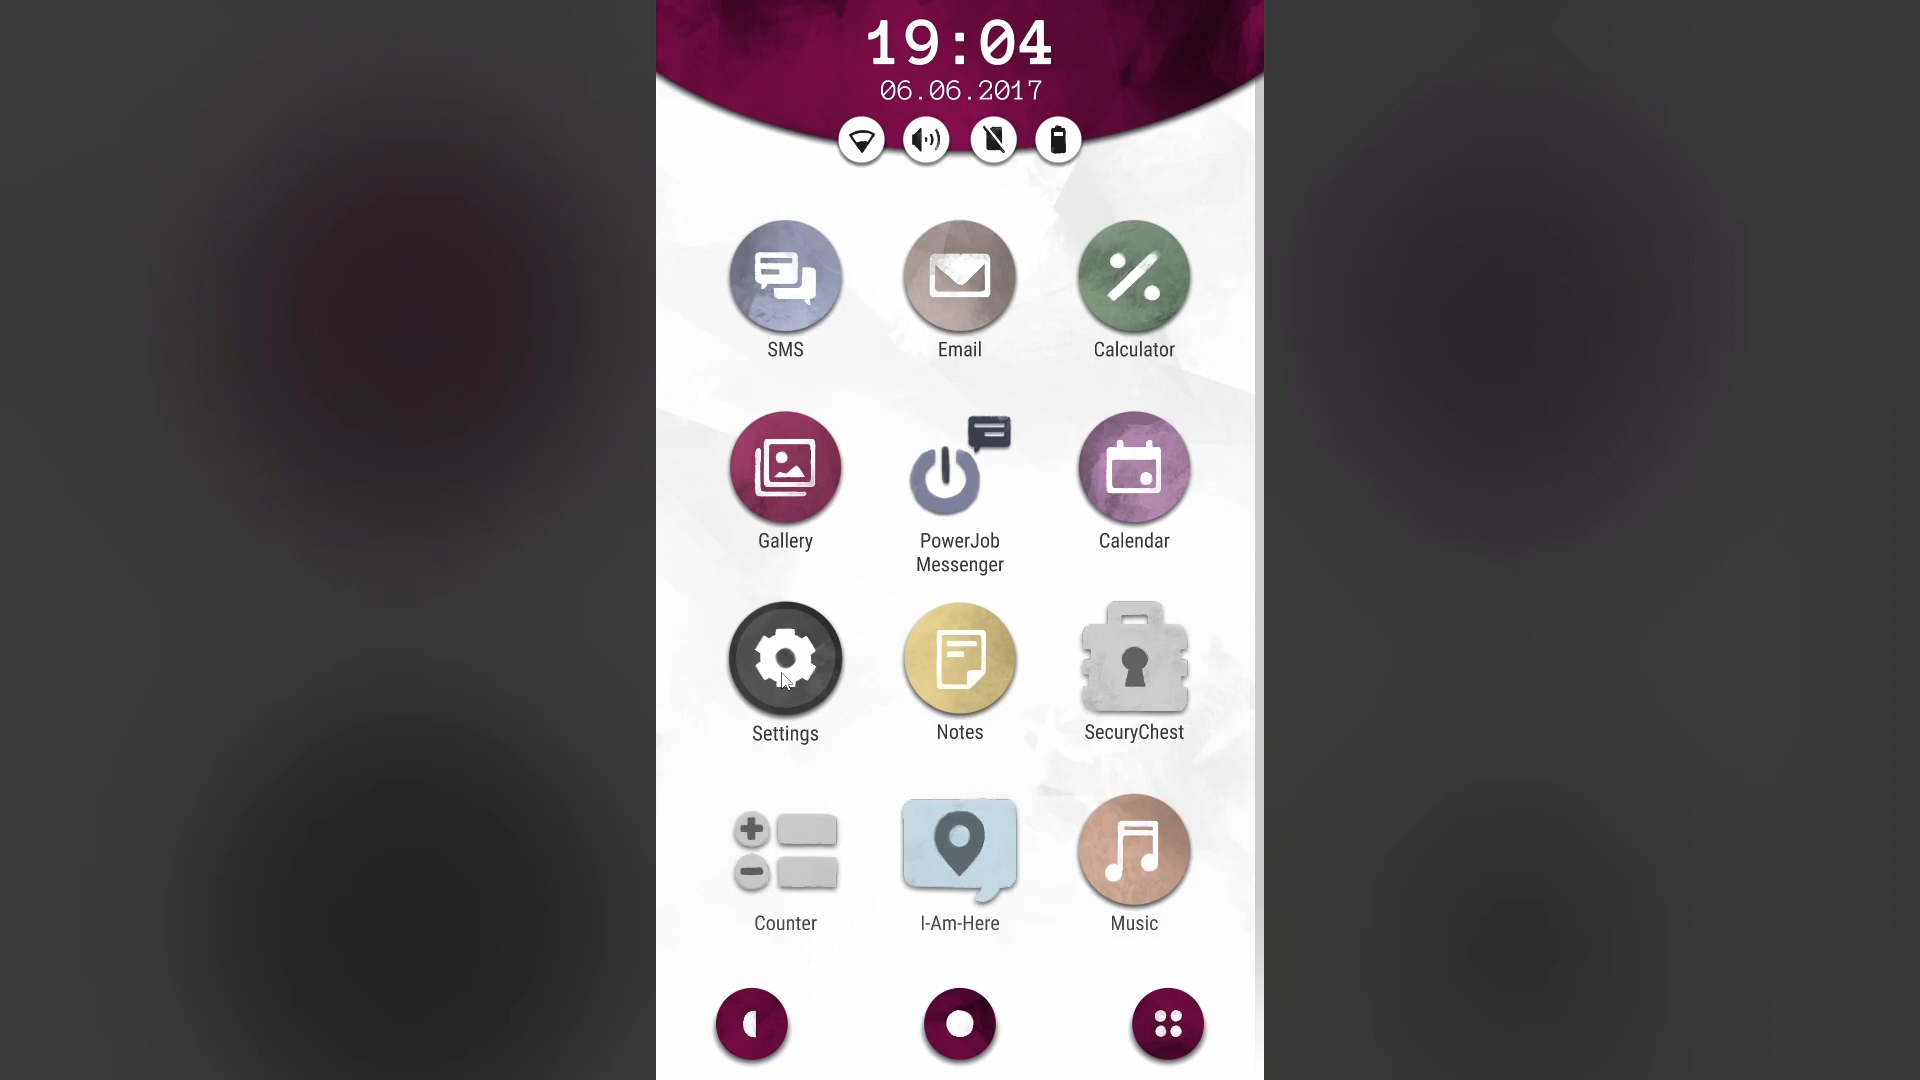 19:04
06.06.2017
SMS
Email
Calculator
Gallery
PowerJob
Messenger
Calendar
Settings
Notes
SecuryChest
Counter
I-Am-Here
Music